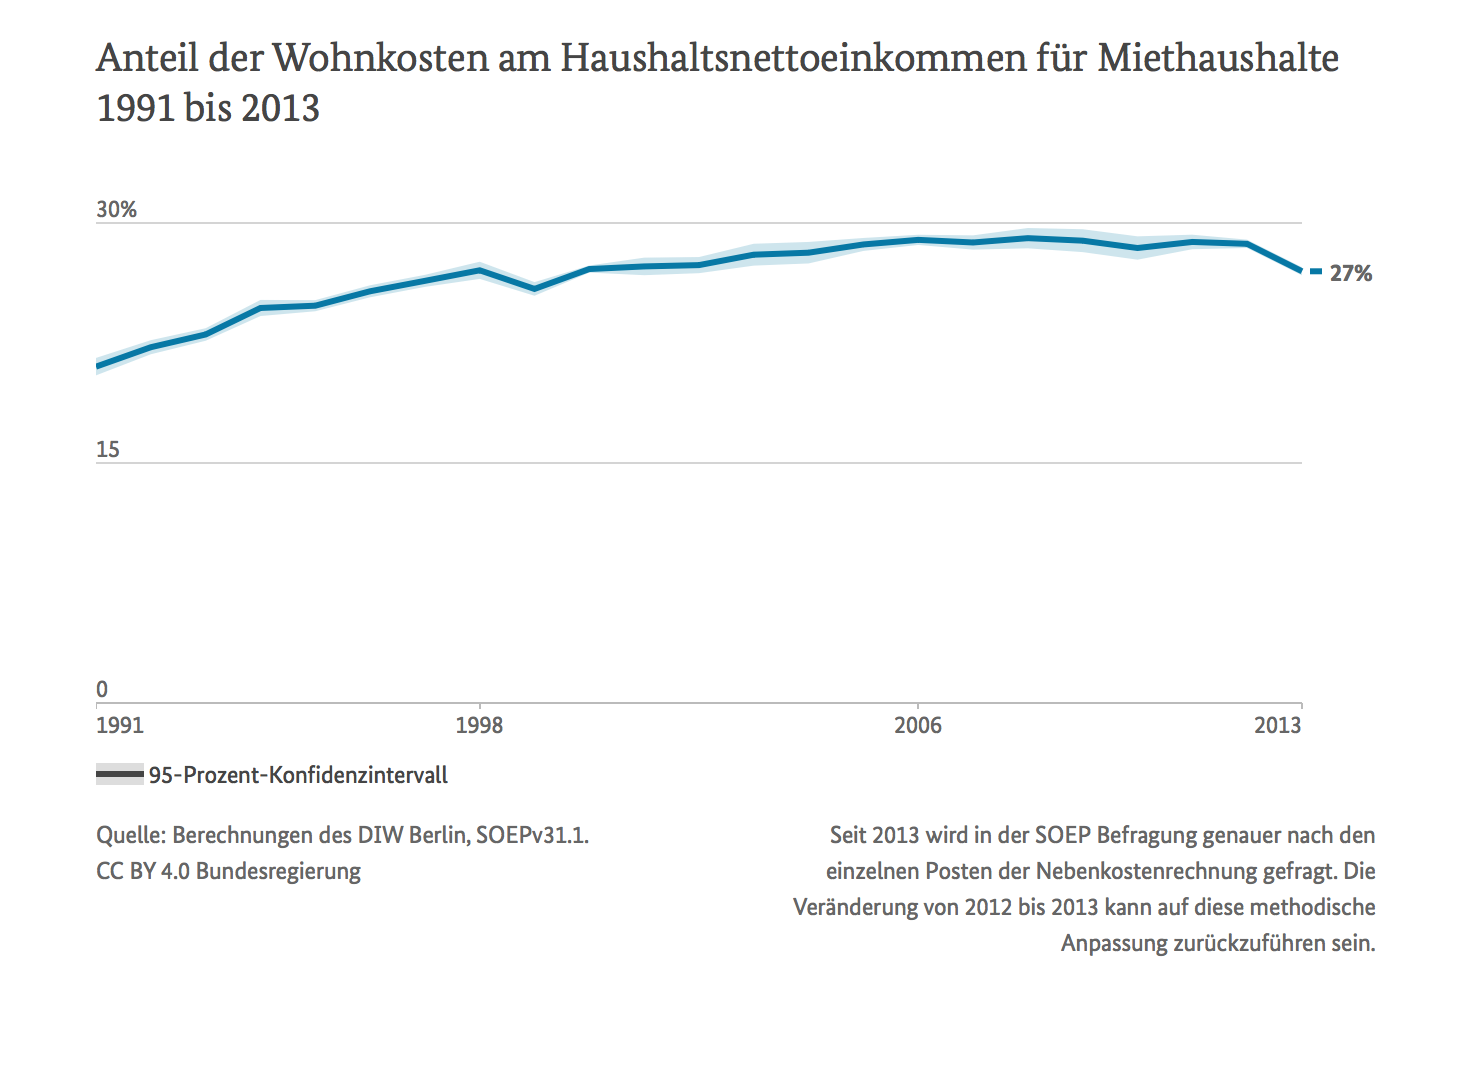 Anteil der Wohnkosten am Haushaltsnettoeinkommen für Miethaushalte
1991 bis 2013
30%
27%
15
0
1991 1998 2006 2013
95-Prozent-Konfidenzintervall
Quelle: Berechnungen des DIW Berlin, SOEPv31.1.
CC BY 4.0 Bundesregierung
Seit 2013 wird in der SOEP Befragung genauer nach den
einzelnen Posten der Nebenkostenrechnung gefragt. Die
Veränderung von 2012 bis 2013 kann auf diese methodische
Anpassung zurückzuführen sein.